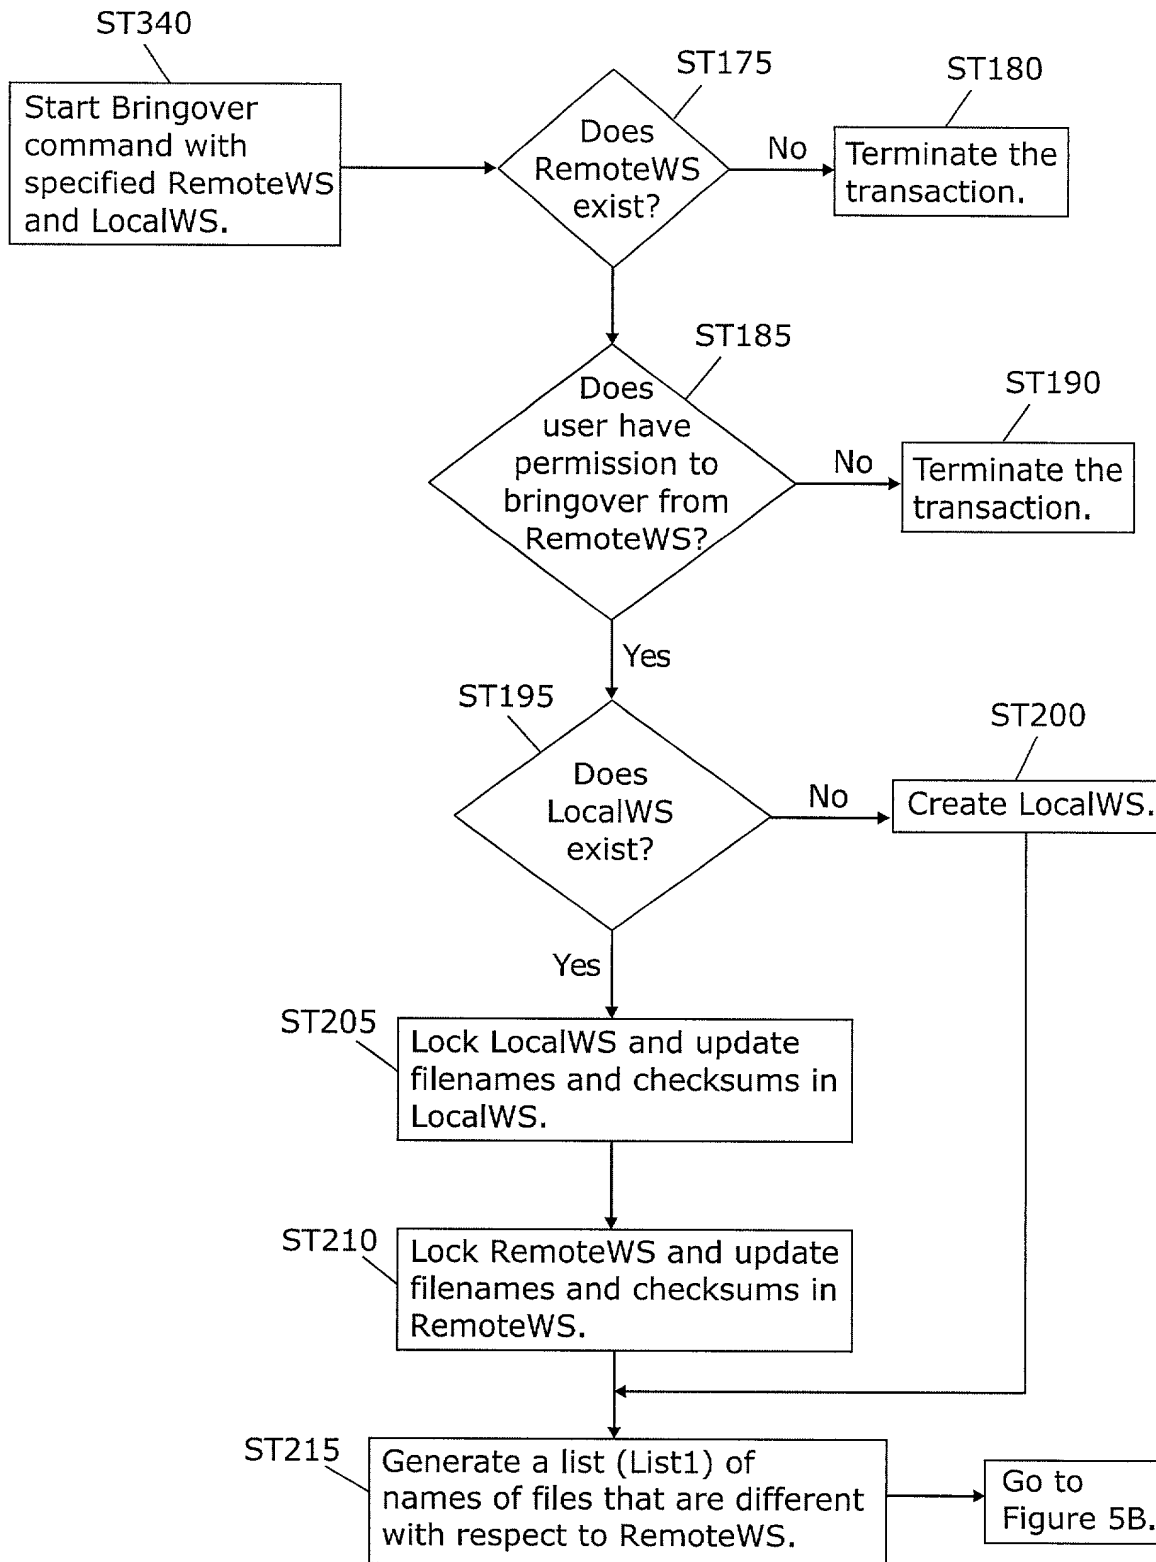 ST340
Start Bringover
command with
specified RemoteWS
and LocalWS.
ST175
Does
RemoteWS
exist?
No
ST180
Terminate the
transaction.
ST185
Does
user have
permission to
bringover from
RemoteWS?
No
ST190
Terminate the
transaction.
Yes
ST195
Does
LocalWS
exist?
No
ST200
Create LocalWS.
Yes
ST205
Lock LocalWS and update
filenames and checksums in
LocalWS.
ST210
Lock RemoteWS and update
filenames and checksums in
RemoteWS.
ST215
Generate a list (List1) of
names of files that are different
with respect to RemoteWS.
Go to
Figure 5B.